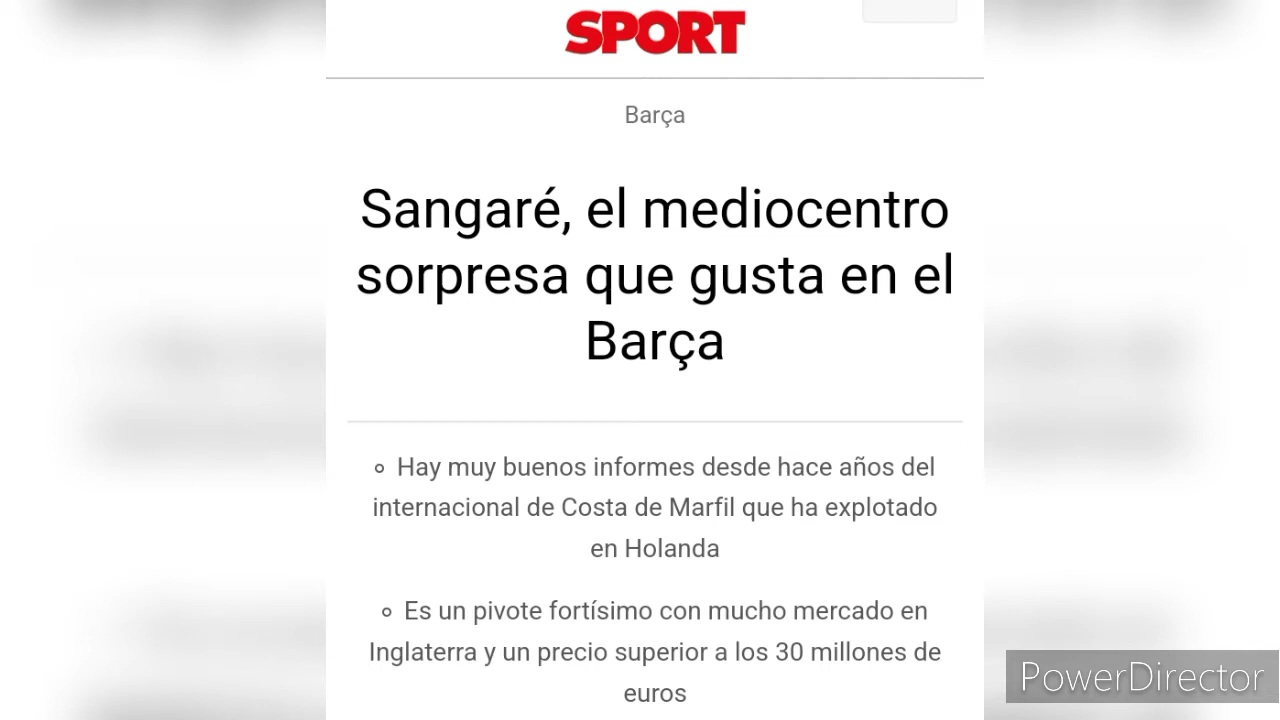 SPORT
Barça
Sangaré, el mediocentro
sorpresa que gusta en el
Barça
Hay muy buenos informes desde hace años del
internacional de Costa de Marfil que ha explotado
en Holanda
Es un pivote fortísimo con mucho mercado en
Inglaterra y un precio superior a los 30 millones de
euros
PowerDirector